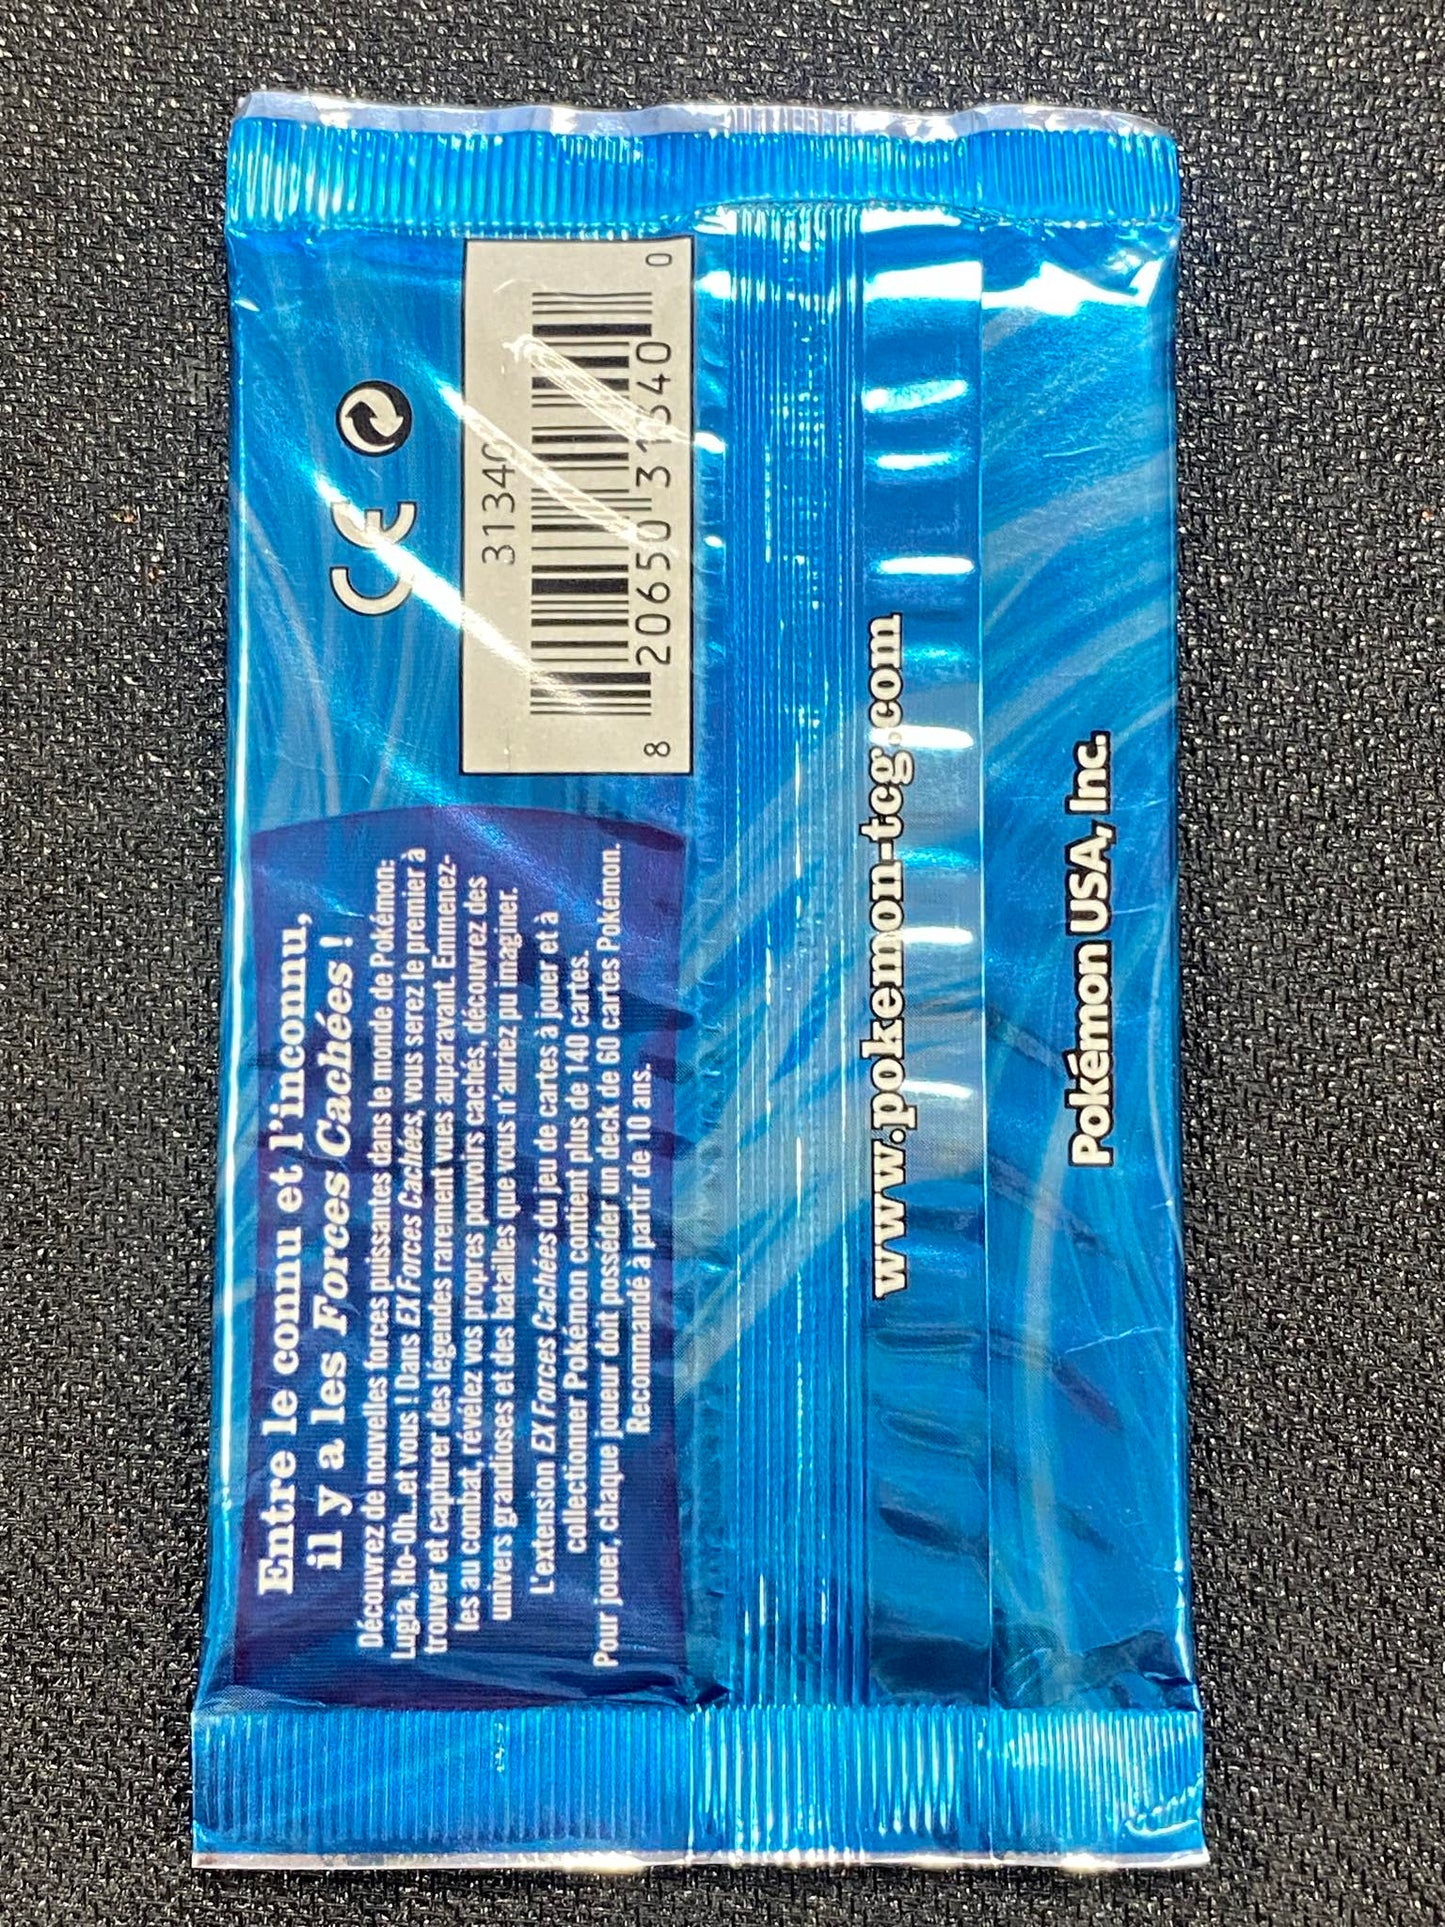 Entre le connu et l'inconnu,
il y a les Forces Cachées !
Découvrez de nouvelles forces puissantes dans le monde de Pokémon:
Lugia, Ho-Oh...et vous ! Dans EX Forces Cachées, vous serez le premier à
trouver et capturer des légendes rarement vues auparavant. Emmenez-
les au combat, révélez vos propres pouvoirs cachés, découvrez des
univers grandioses et des batailles que vous n'auriez pu imaginer.
L'extension EX Forces Cachées du jeu de cartes à jouer et à
collectionner Pokémon contient plus de 140 cartes.
Pour jouer, chaque joueur doit posséder un deck de 60 cartes Pokémon.
Recommandé à partir de 10 ans.
CE
31340
8 20650 31340 0
www.pokemon-tcg.com
Pokémon USA, Inc.